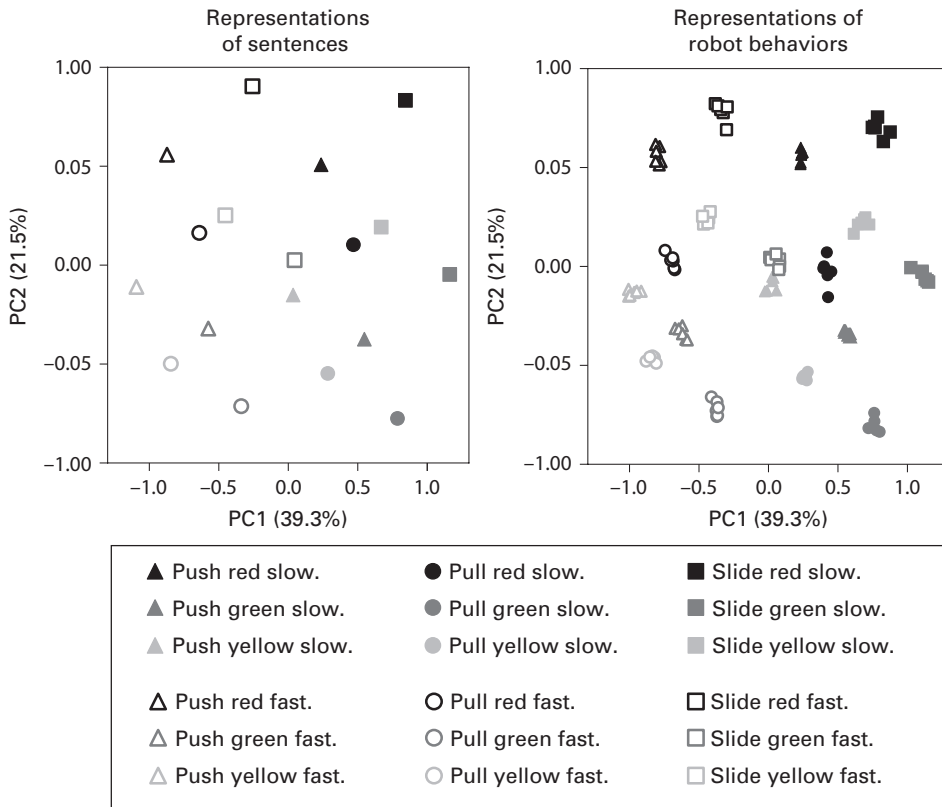 Representations
of sentences
1.00
0.05
0.00
−0.05
−1.00
PC2 (21.5%)
−1.0
−0.5
0.0
0.5
1.0
PC1 (39.3%)
Representations of
robot behaviors
1.00
0.05
0.00
−0.05
−1.00
PC2 (21.5%)
−1.0
−0.5
0.0
0.5
1.0
PC1 (39.3%)
Push red slow.
Pull red slow.
Slide red slow.
Push green slow.
Pull green slow.
Slide green slow.
Push yellow slow.
Pull yellow slow.
Slide yellow slow.
Push red fast.
Pull red fast.
Slide red fast.
Push green fast.
Pull green fast.
Slide green fast.
Push yellow fast.
Pull yellow fast.
Slide yellow fast.